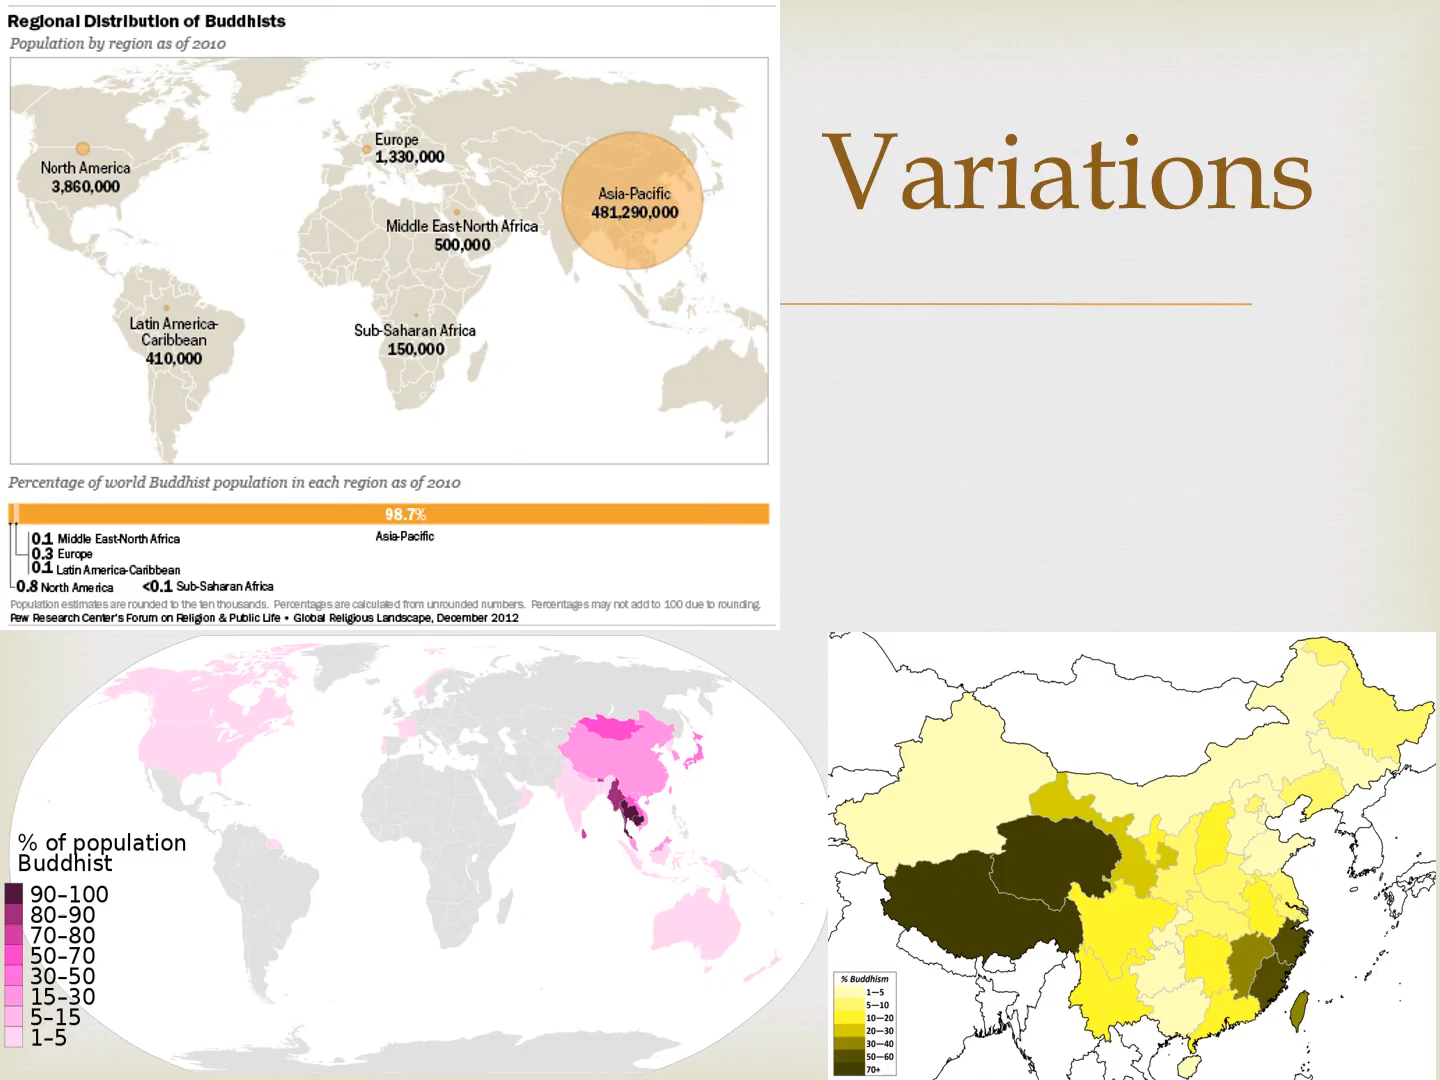 Regional Distribution of Buddhists
Population by region as of 2010
Variations
Europe
1,330,000
North America
3,860,000
Asia-Pacific
481,290,000
Middle East-North Africa
500,000
Latin America-
Caribbean
410,000
Sub-Saharan Africa
150,000
Percentage of world Buddhist population in each region as of 2010
98.7%
Asia-Pacific
0.1 Middle East-North Africa
0.3 Europe
0.1 Latin America-Caribbean
0.8 North America <0.1 Sub-Saharan Africa
Population estimates are rounded to the ten thousands. Percentages are calculated from unrounded numbers. Percentages may not add to 100 due to rounding.
Pew Research Center's Forum on Religion & Public Life • Global Religious Landscape, December 2012
% of population
Buddhist
90–100
80–90
70–80
50–70
30–50
15–30
5–15
1–5
% Buddhism
1—5
5—10
10—20
20—30
30—40
50—60
70+